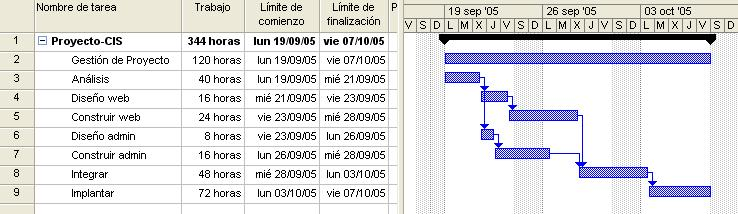 Nombre de tarea Trabajo Límite de comienzo Límite de finalización P
19 sep '05 26 sep '05 03 oct '05
V S D L M X J V S D L M X J V S D L M X J V S D
1 Proyecto-CIS 344 horas lun 19/09/05 vie 07/10/05
2 Gestión de Proyecto 120 horas lun 19/09/05 vie 07/10/05
3 Análisis 40 horas lun 19/09/05 mié 21/09/05
4 Diseño web 16 horas mié 21/09/05 vie 23/09/05
5 Construir web 24 horas vie 23/09/05 mié 28/09/05
6 Diseño admin 8 horas vie 23/09/05 lun 26/09/05
7 Construir admin 16 horas lun 26/09/05 mié 28/09/05
8 Integrar 48 horas mié 28/09/05 lun 03/10/05
9 Implantar 72 horas lun 03/10/05 vie 07/10/05